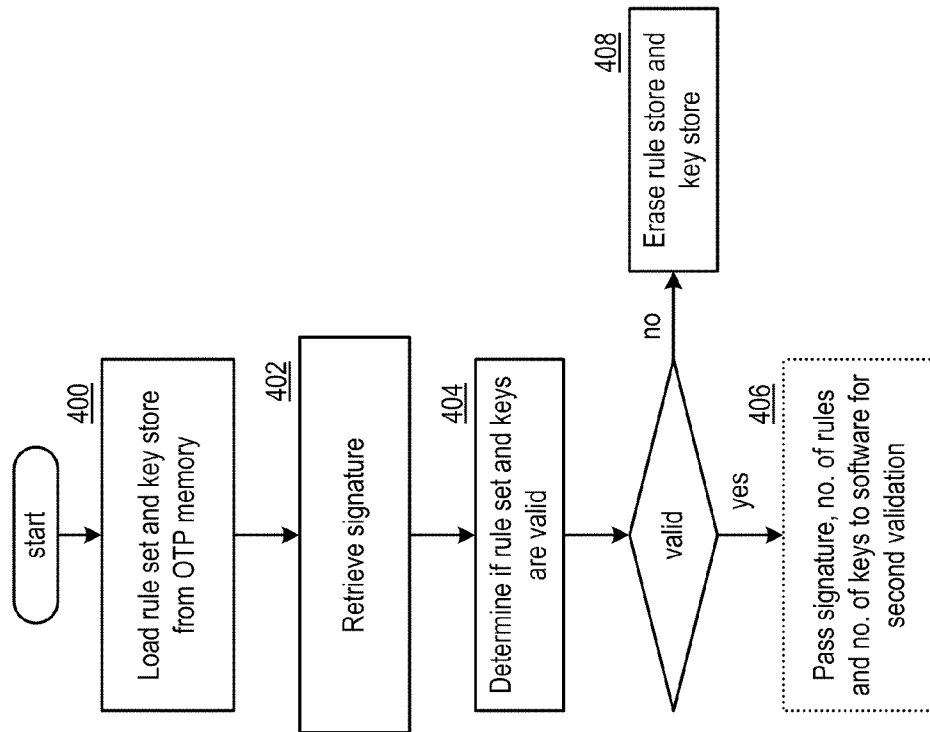 start
400
Load rule set and key store
from OTP memory
402
Retrieve signature
404
Determine if rule set and keys
are valid
valid
no
408
Erase rule store and
key store
yes
406
Pass signature, no. of rules
and no. of keys to software for
second validation